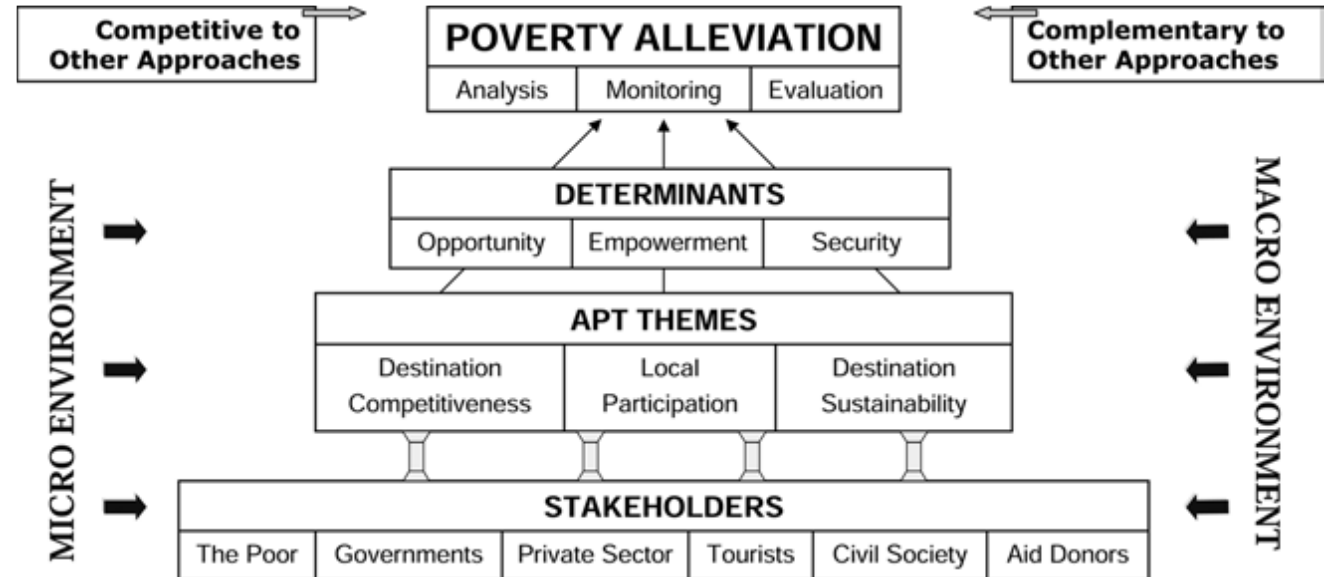 Competitive to
Other Approaches
POVERTY ALLEVIATION
Complementary to
Other Approaches
Analysis
Monitoring
Evaluation
MICRO ENVIRONMENT
MACRO ENVIRONMENT
DETERMINANTS
Opportunity
Empowerment
Security
APT THEMES
Destination
Competitiveness
Local
Participation
Destination
Sustainability
STAKEHOLDERS
The Poor
Governments
Private Sector
Tourists
Civil Society
Aid Donors